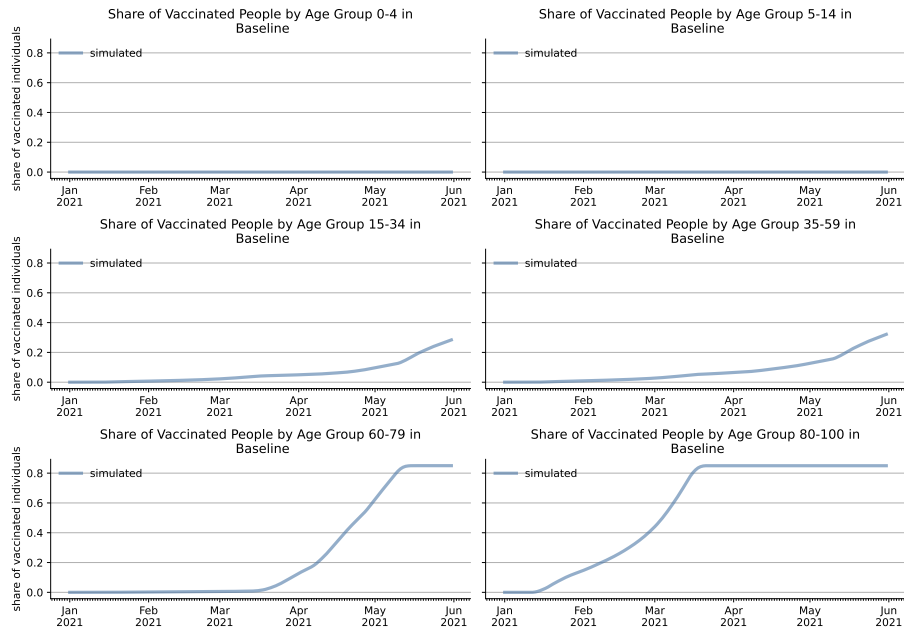 Share of Vaccinated People by Age Group 0-4 in
Baseline
share of vaccinated individuals
0.8
0.6
0.4
0.2
0.0
simulated
Jan Feb Mar Apr May Jun
2021 2021 2021 2021 2021 2021
Share of Vaccinated People by Age Group 5-14 in
Baseline
simulated
Jan Feb Mar Apr May Jun
2021 2021 2021 2021 2021 2021
Share of Vaccinated People by Age Group 15-34 in
Baseline
share of vaccinated individuals
0.8
0.6
0.4
0.2
0.0
simulated
Jan Feb Mar Apr May Jun
2021 2021 2021 2021 2021 2021
Share of Vaccinated People by Age Group 35-59 in
Baseline
simulated
Jan Feb Mar Apr May Jun
2021 2021 2021 2021 2021 2021
Share of Vaccinated People by Age Group 60-79 in
Baseline
share of vaccinated individuals
0.8
0.6
0.4
0.2
0.0
simulated
Jan Feb Mar Apr May Jun
2021 2021 2021 2021 2021 2021
Share of Vaccinated People by Age Group 80-100 in
Baseline
simulated
Jan Feb Mar Apr May Jun
2021 2021 2021 2021 2021 2021